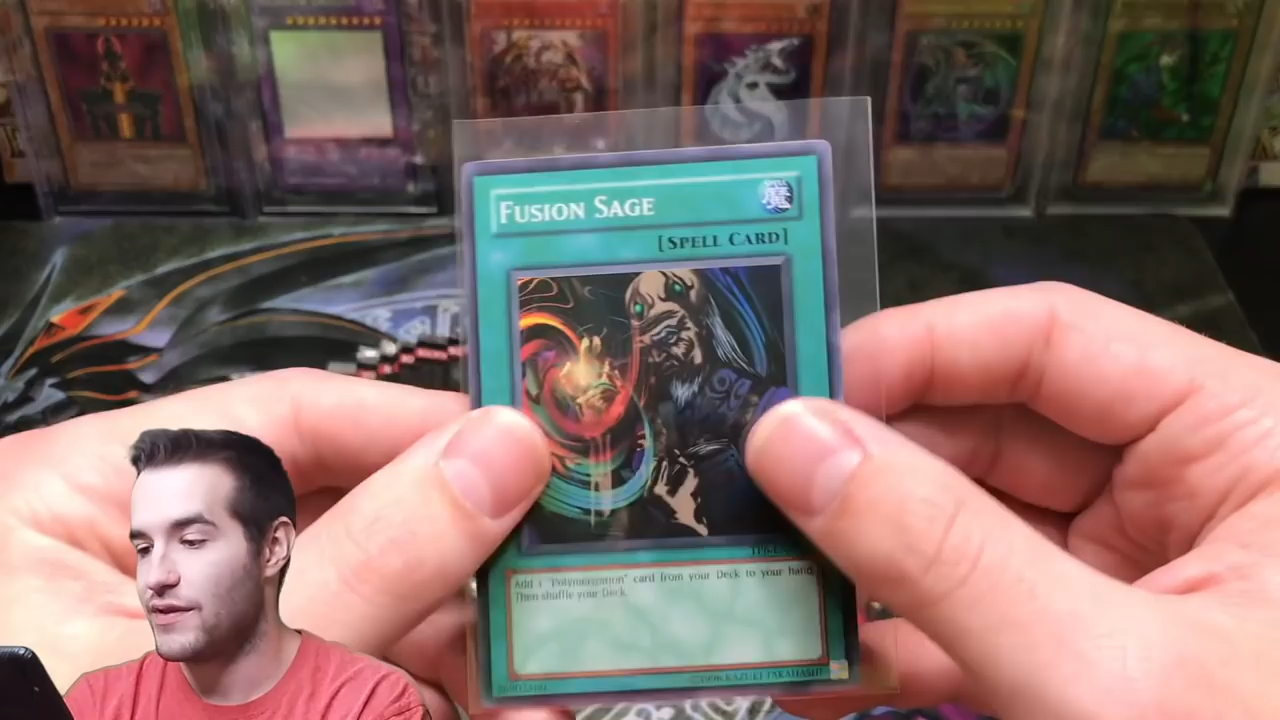 FUSION SAGE
[SPELL CARD]
Add 1 "Polymerization" card from your Deck to your hand.
Then shuffle your Deck.
©1996 KAZUKI TAKAHASHI